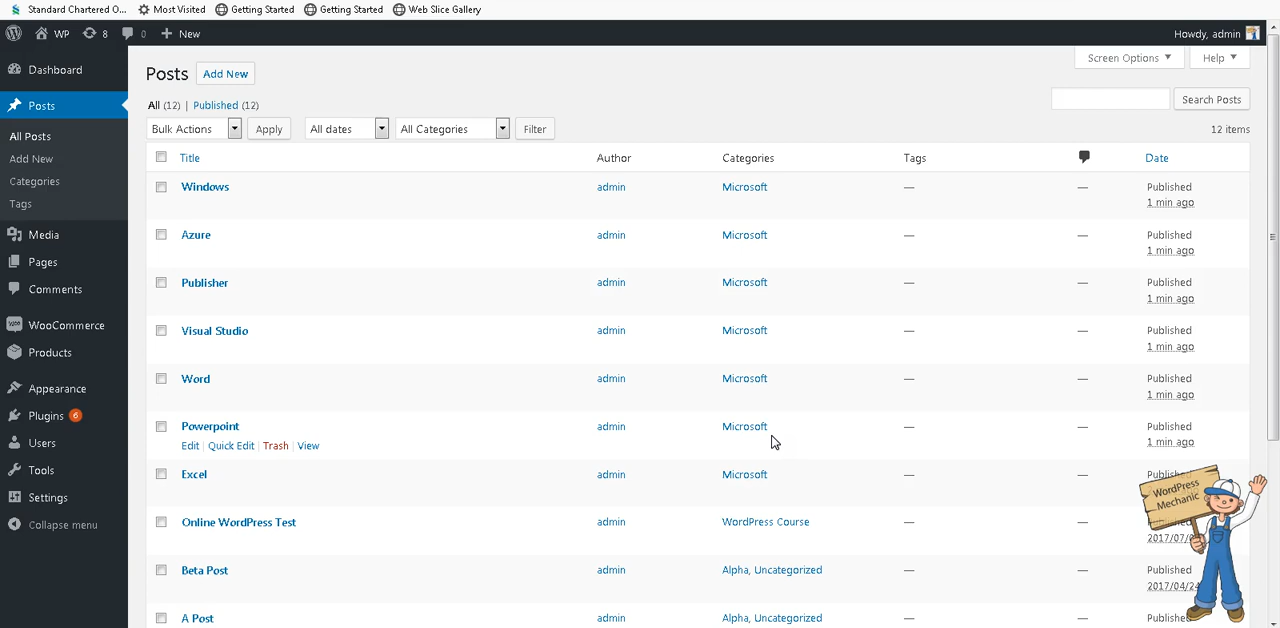 Standard Chartered O... Most Visited Getting Started Getting Started Web Slice Gallery
WP 8 0 New Howdy, admin
Screen Options Help
Dashboard
Posts
All Posts
Add New
Categories
Tags
Media
Pages
Comments
WooCommerce
Products
Appearance
Plugins 6
Users
Tools
Settings
Collapse menu
Posts Add New
All (12) | Published (12)
Search Posts
Bulk Actions Apply All dates All Categories Filter
12 items
Title Author Categories Tags Date
Windows admin Microsoft — — Published
1 min ago
Azure admin Microsoft — — Published
1 min ago
Publisher admin Microsoft — — Published
1 min ago
Visual Studio admin Microsoft — — Published
1 min ago
Word admin Microsoft — — Published
1 min ago
Powerpoint admin Microsoft — — Published
Edit | Quick Edit | Trash | View 1 min ago
Excel admin Microsoft — —
WordPress
Mechanic
Online WordPress Test admin WordPress Course — —
Beta Post admin Alpha, Uncategorized — — Published
2017/04/24
A Post admin Alpha, Uncategorized — —